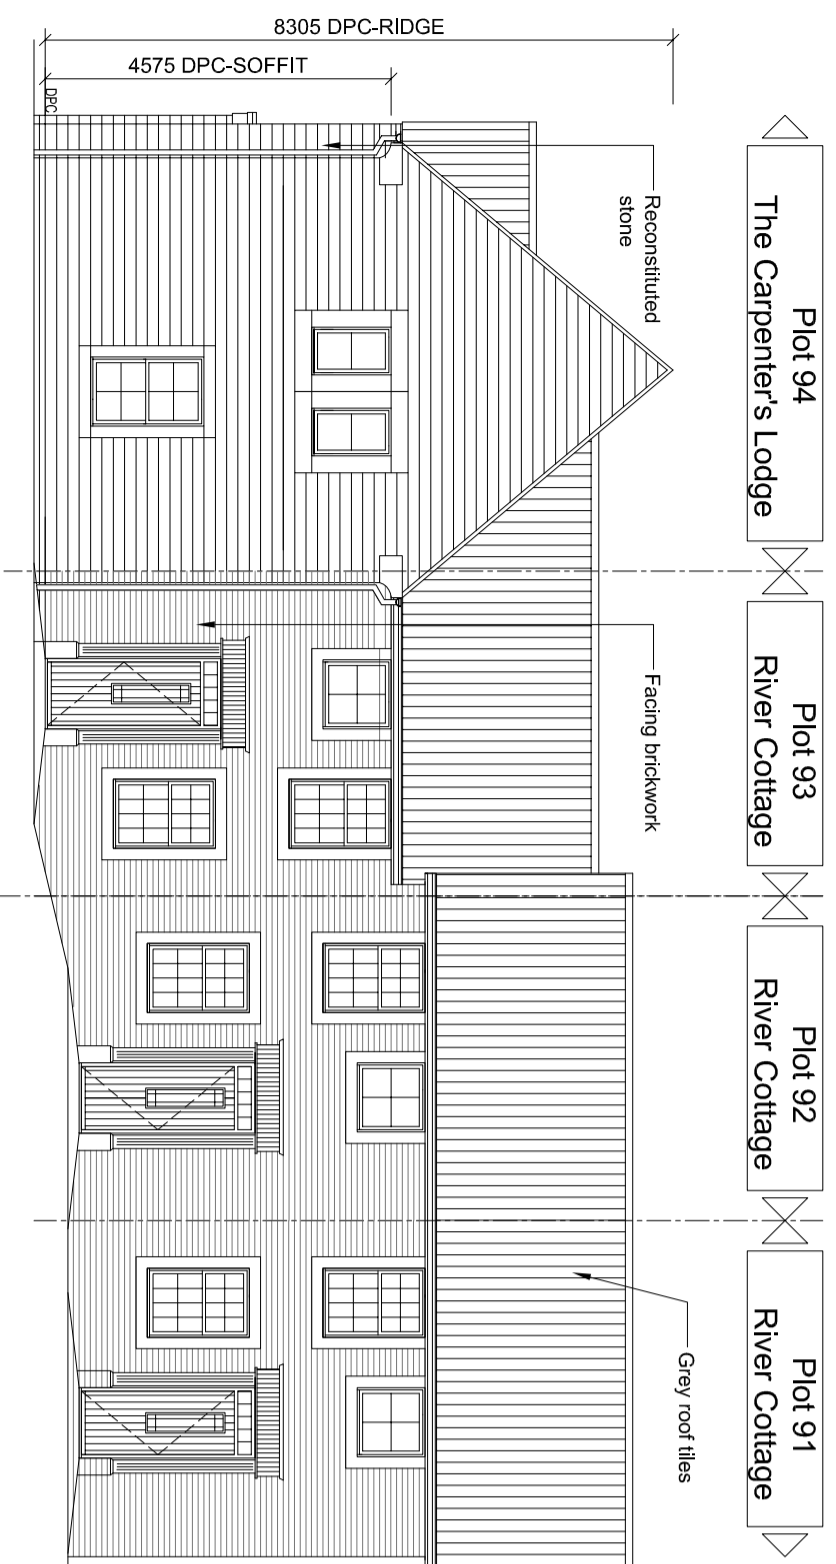 8305 DPC-RIDGE
4575 DPC-SOFFIT
DPC
Plot 94
The Carpenter's Lodge
Plot 93
River Cottage
Plot 92
River Cottage
Plot 91
River Cottage
Reconstituted
stone
Facing brickwork
Grey roof tiles